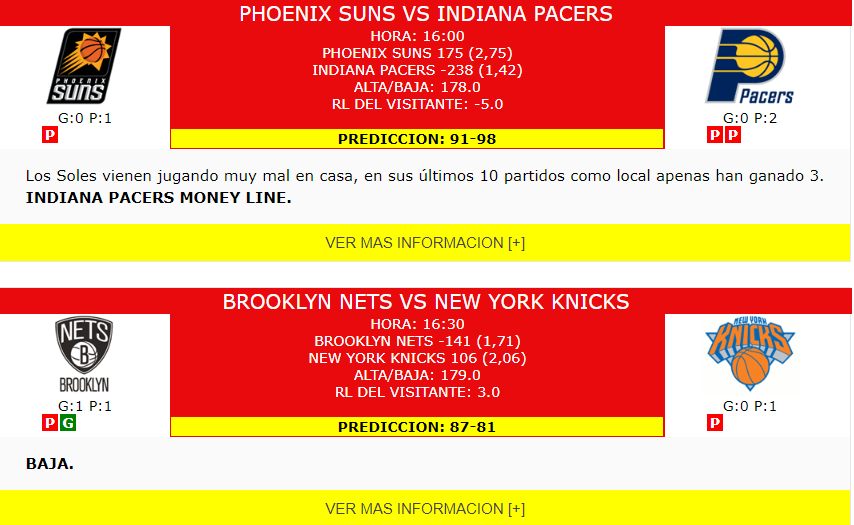 PHOENIX SUNS VS INDIANA PACERS
HORA: 16:00
PHOENIX SUNS 175 (2,75)
INDIANA PACERS -238 (1,42)
ALTA/BAJA: 178.0
RL DEL VISITANTE: -5.0
PHOENIX
SUNS
G:0 P:1
P
Pacers
G:0 P:2
P P
PREDICCION: 91-98
Los Soles vienen jugando muy mal en casa, en sus últimos 10 partidos como local apenas han ganado 3.
INDIANA PACERS MONEY LINE.
VER MAS INFORMACION [+]
BROOKLYN NETS VS NEW YORK KNICKS
HORA: 16:30
BROOKLYN NETS -141 (1,71)
NEW YORK KNICKS 106 (2,06)
ALTA/BAJA: 179.0
RL DEL VISITANTE: 3.0
NETS
B
BROOKLYN
G:1 P:1
P G
NEW YORK
KNICKS
G:0 P:1
P
PREDICCION: 87-81
BAJA.
VER MAS INFORMACION [+]